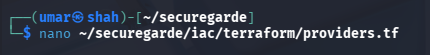 ┌──(umar㉿shah)-[~/securegarde]
└─$ nano ~/securegarde/iac/terraform/providers.tf